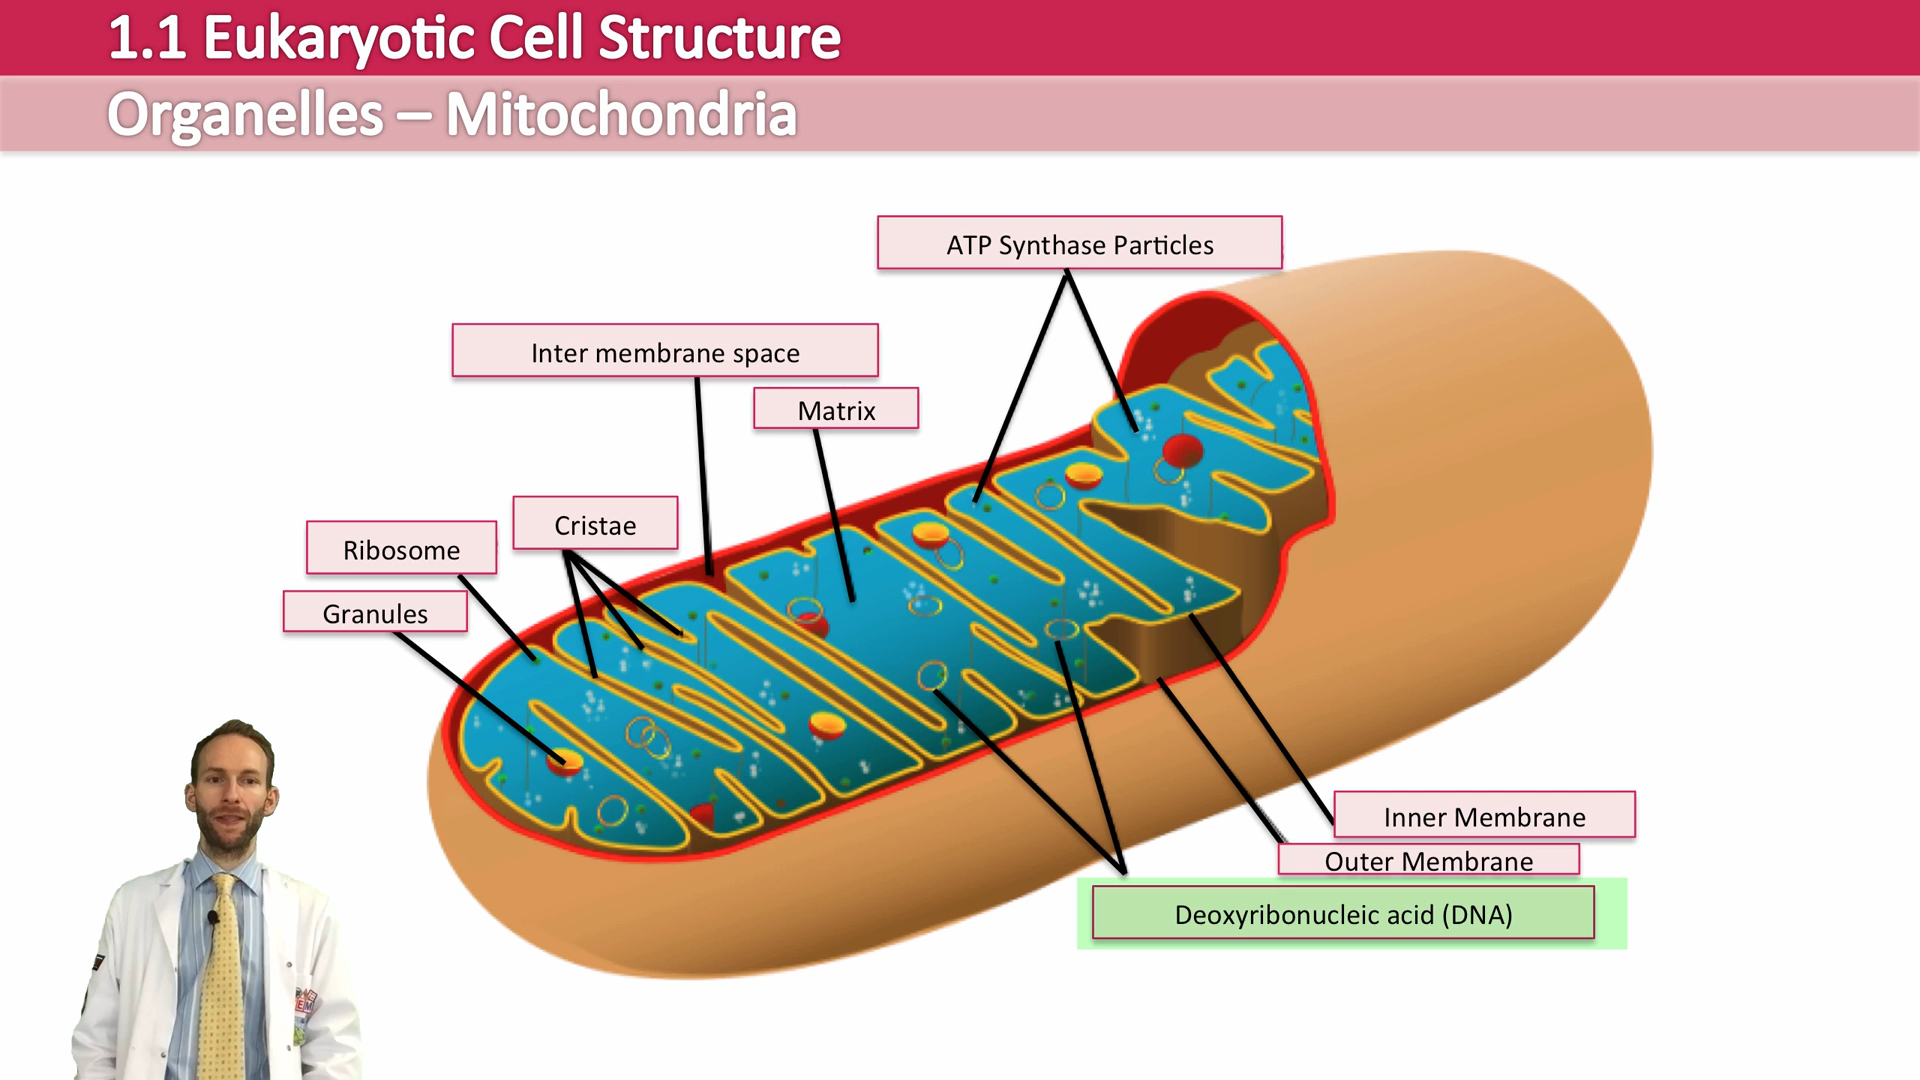 1.1 Eukaryotic Cell Structure
Organelles – Mitochondria
ATP Synthase Particles
Inter membrane space
Matrix
Cristae
Ribosome
Granules
Inner Membrane
Outer Membrane
Deoxyribonucleic acid (DNA)